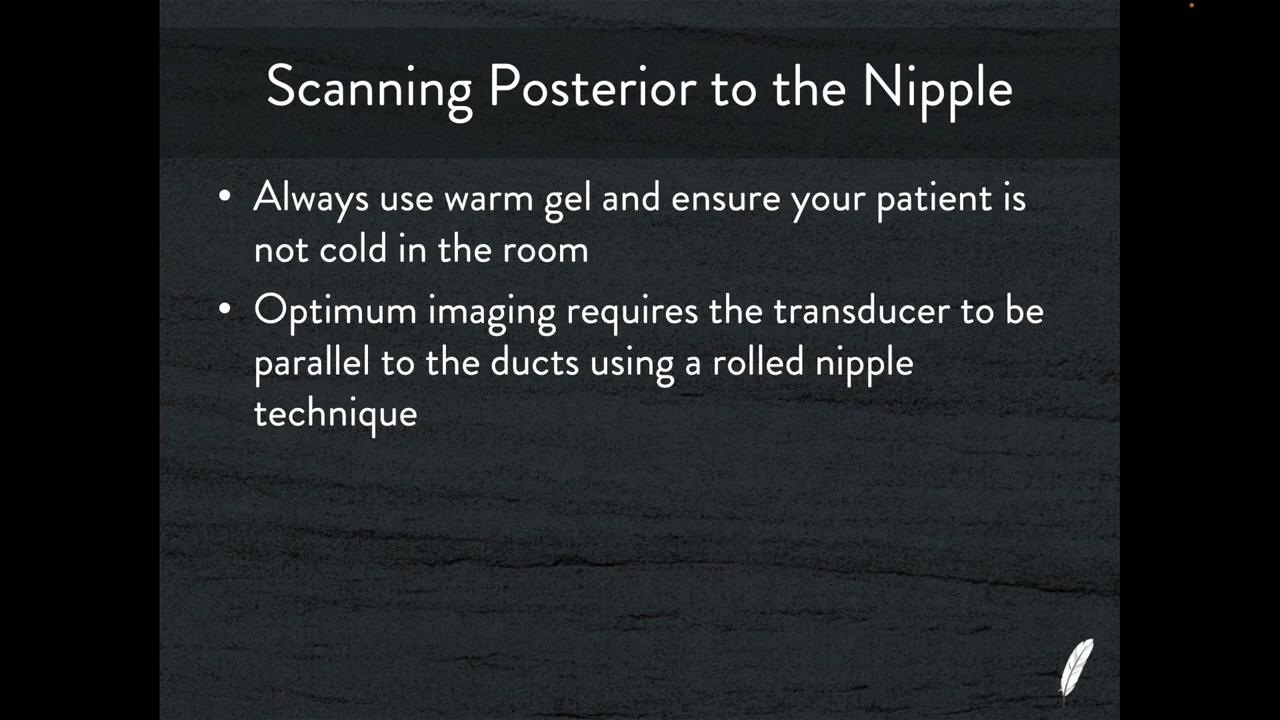 Scanning Posterior to the Nipple
• Always use warm gel and ensure your patient is
not cold in the room
• Optimum imaging requires the transducer to be
parallel to the ducts using a rolled nipple
technique